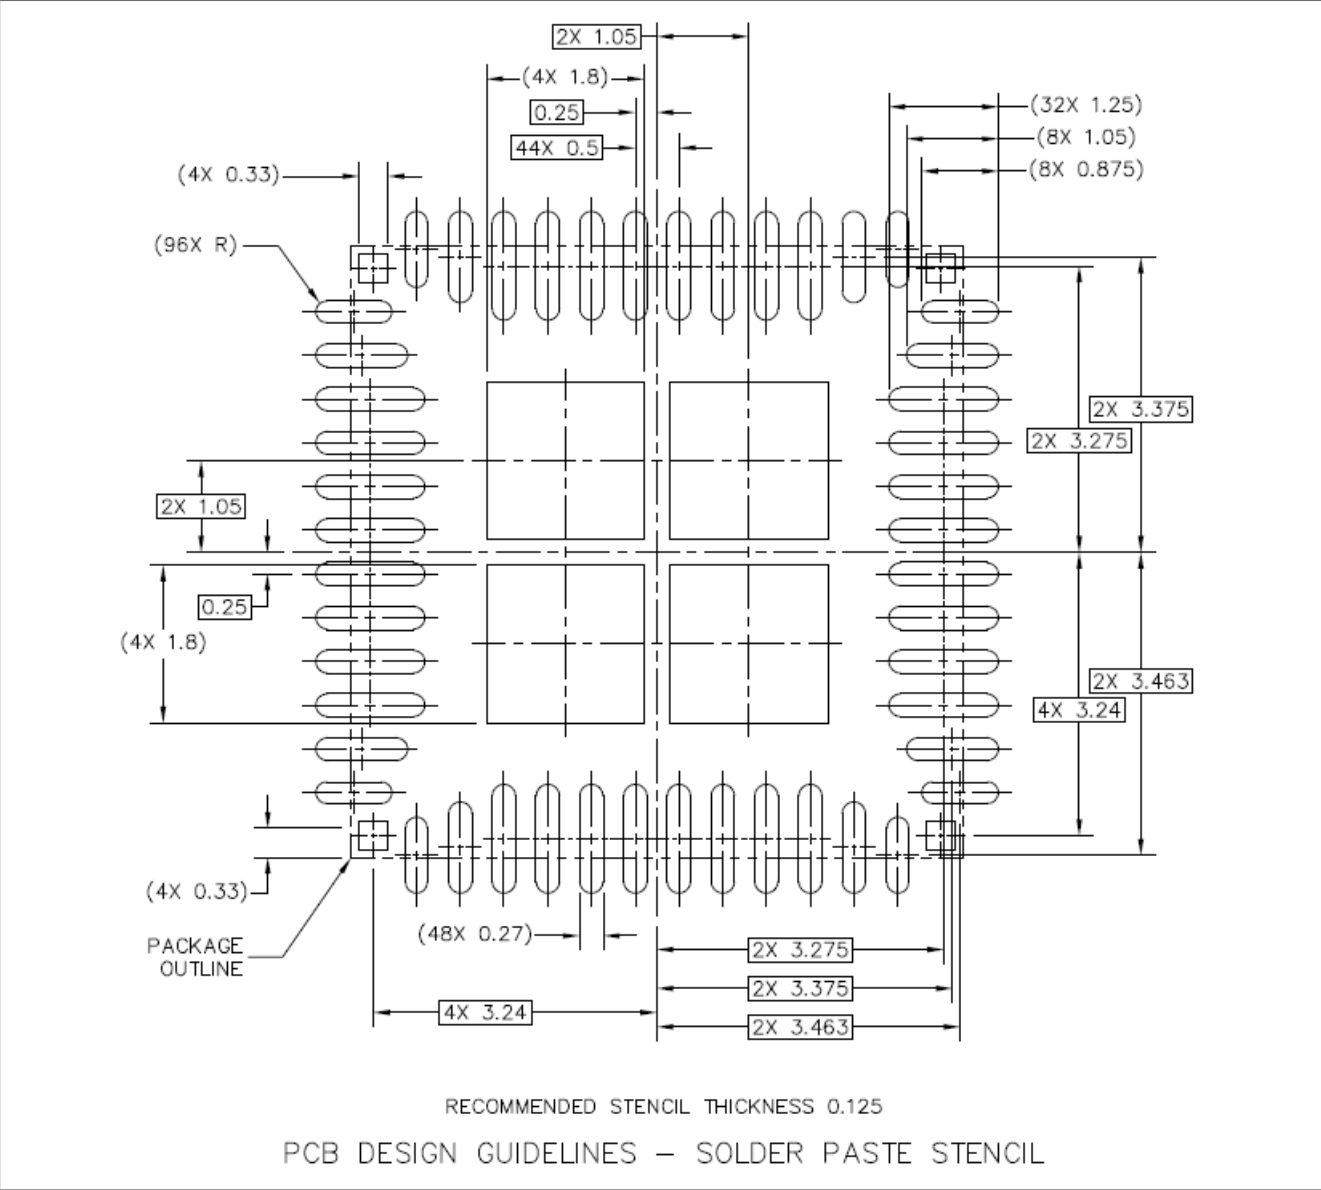 2X 1.05
(4X 1.8)
0.25
44X 0.5
(32X 1.25)
(8X 1.05)
(8X 0.875)
(4X 0.33)
(96X R)
2X 3.375
2X 3.275
2X 1.05
0.25
(4X 1.8)
2X 3.463
4X 3.24
(4X 0.33)
(48X 0.27)
PACKAGE
OUTLINE
2X 3.275
2X 3.375
4X 3.24
2X 3.463
RECOMMENDED STENCIL THICKNESS 0.125
PCB DESIGN GUIDELINES – SOLDER PASTE STENCIL